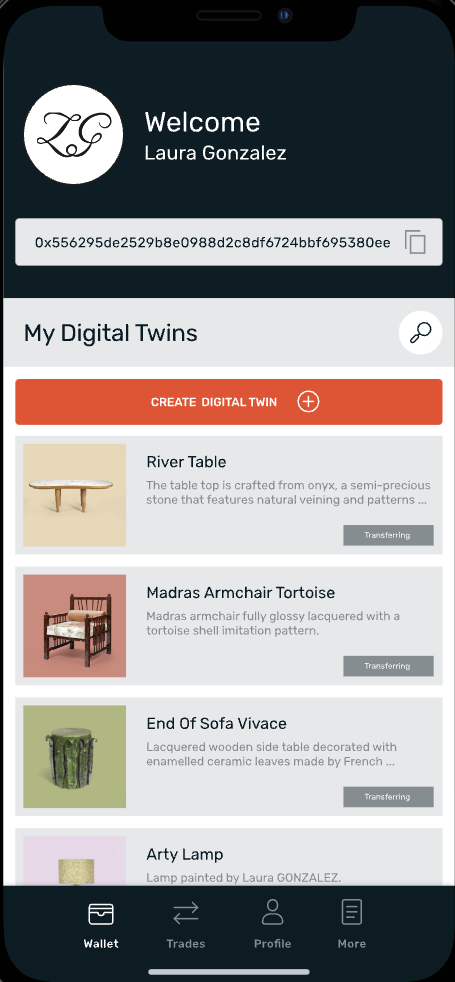 LG
Welcome
Laura Gonzalez
0x556295de2529b8e0988d2c8df6724bbf695380ee
My Digital Twins
CREATE DIGITAL TWIN
River Table
The table top is crafted from onyx, a semi-precious
stone that features natural veining and patterns ...
Transferring
Madras Armchair Tortoise
Madras armchair fully glossy lacquered with a
tortoise shell imitation pattern.
Transferring
End Of Sofa Vivace
Lacquered wooden side table decorated with
enamelled ceramic leaves made by French ...
Transferring
Arty Lamp
Lamp painted by Laura GONZALEZ.
Wallet
Trades
Profile
More